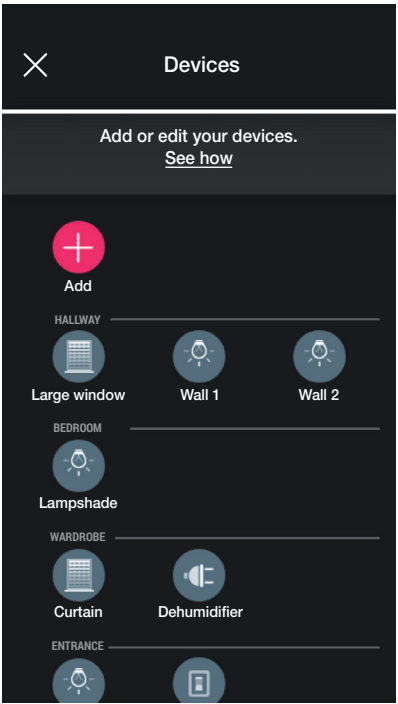 Devices
Add or edit your devices.
See how
Add
HALLWAY
Large window Wall 1 Wall 2
BEDROOM
Lampshade
WARDROBE
Curtain Dehumidifier
ENTRANCE